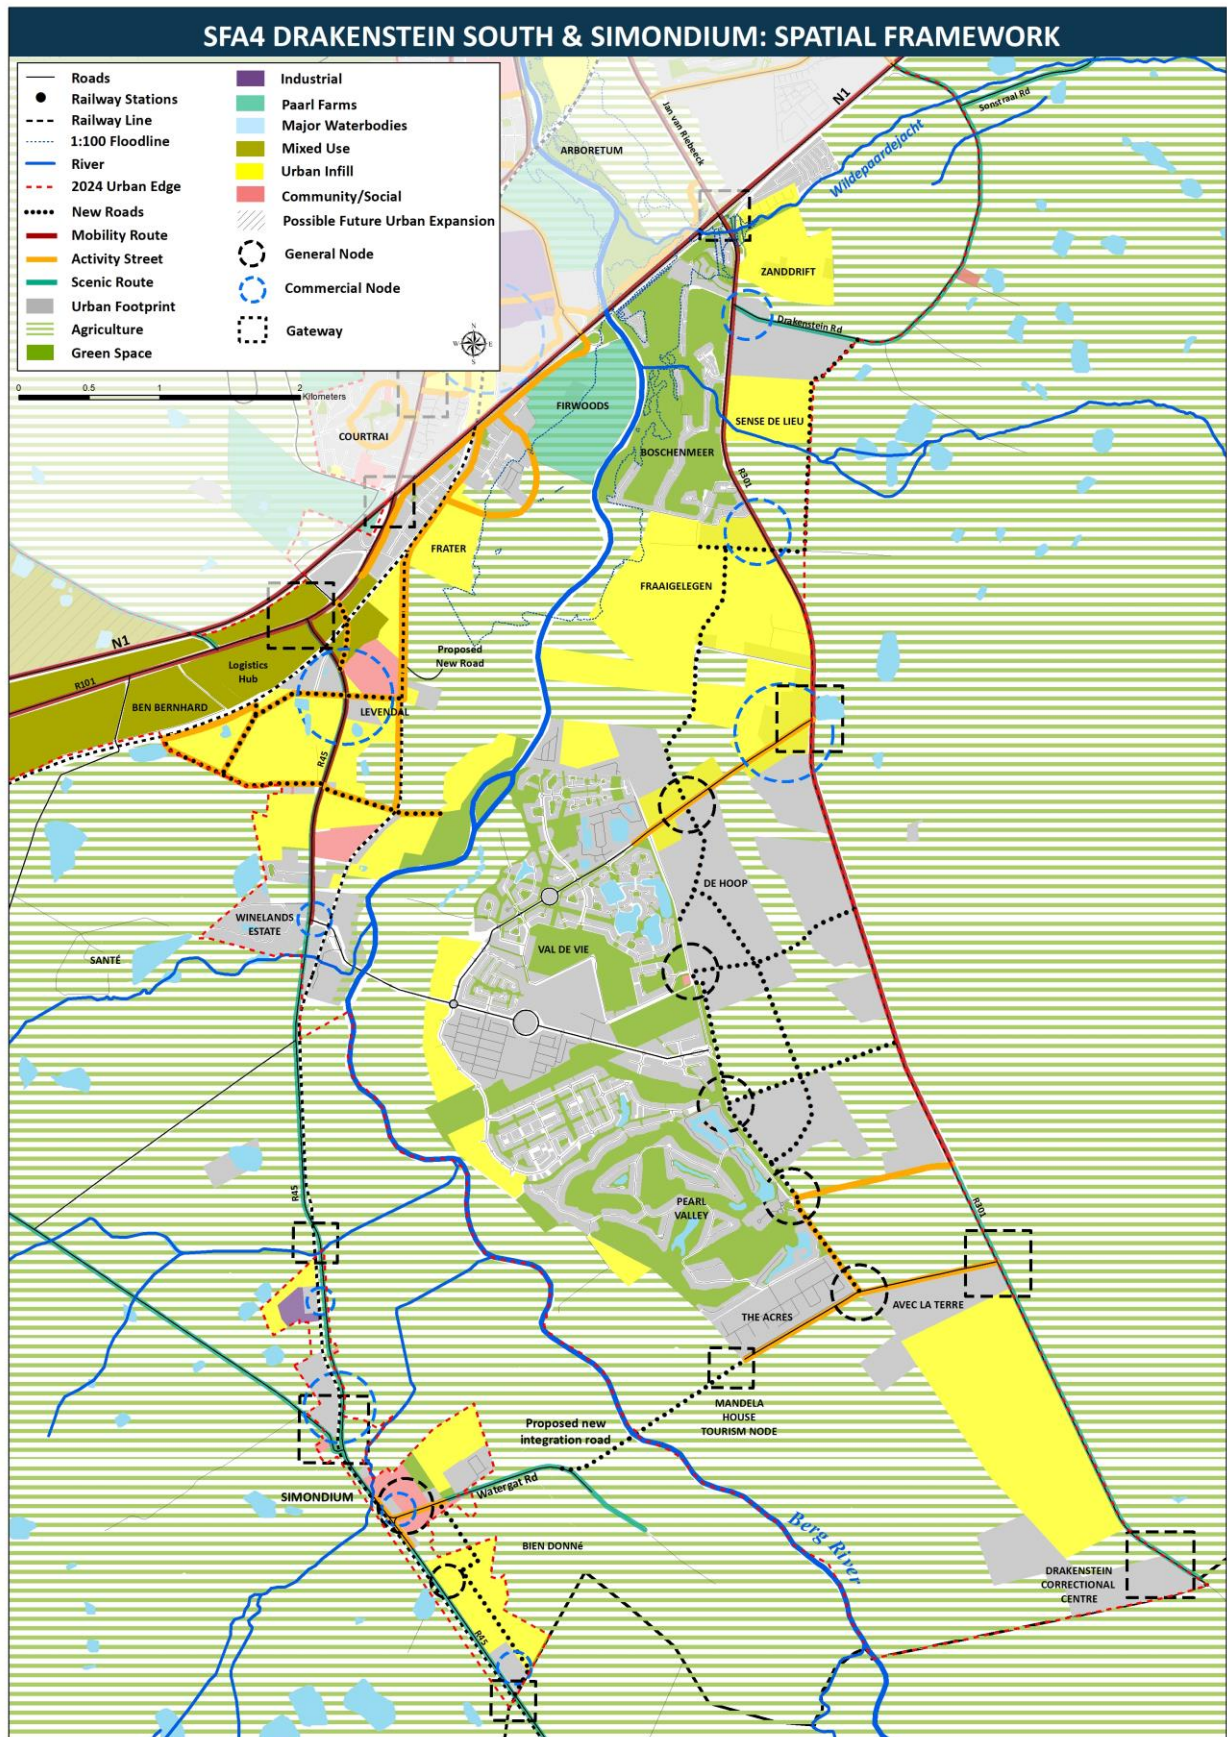 SFA4 DRAKENSTEIN SOUTH & SIMONDIUM: SPATIAL FRAMEWORK
Roads
Railway Stations
Railway Line
1:100 Floodline
River
2024 Urban Edge
New Roads
Mobility Route
Activity Street
Scenic Route
Urban Footprint
Agriculture
Green Space
Industrial
Paarl Farms
Major Waterbodies
Mixed Use
Urban Infill
Community/Social
Possible Future Urban Expansion
General Node
Commercial Node
Gateway
N
W E
S
0 0.5 1 2
Kilometers
N1
Sonstraal Rd
Jan van Riebeeck
ARBORETUM
Wildepaardejacht
ZANDDRIFT
Drakenstein Rd
FIRWOODS
SENSE DE LIEU
COURTRAI
BOSCHENMEER
R301
FRATER
FRAAIGELEGEN
N1
Proposed
New Road
Logistics
Hub
R101
BEN BERNHARD
LEVENDAL
R45
DE HOOP
WINELANDS
ESTATE
VAL DE VIE
SANTÉ
R45
PEARL
VALLEY
R301
THE ACRES
AVEC LA TERRE
MANDELA
HOUSE
TOURISM NODE
Proposed new
integration road
Watergat Rd
SIMONDIUM
Berg River
BIEN DONNé
DRAKENSTEIN
CORRECTIONAL
CENTRE
R45